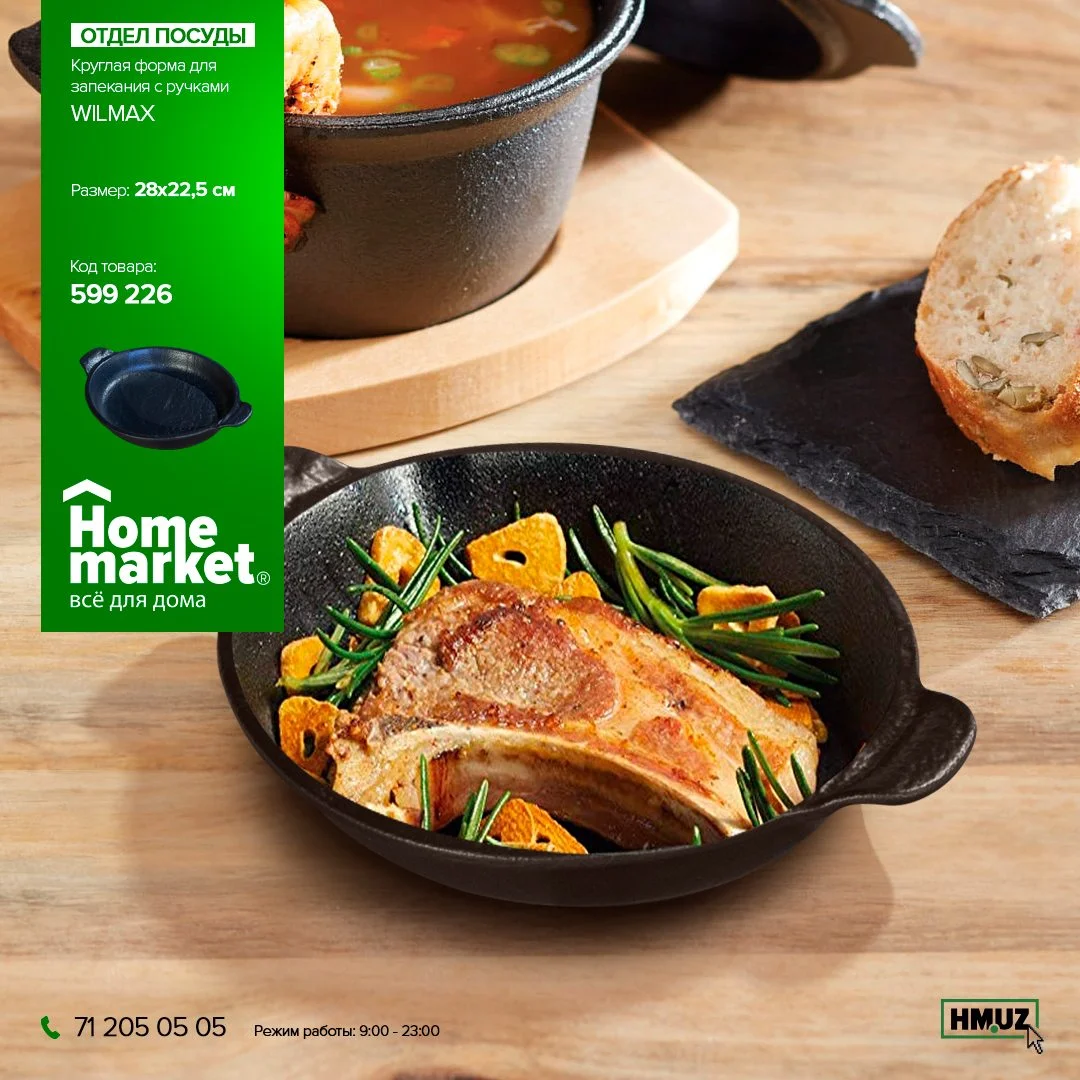 ОТДЕЛ ПОСУДЫ
Круглая форма для
запекания с ручками
WILMAX
Размер: 28x22,5 см
Код товара:
599 226
Home
market®
всё для дома
71 205 05 05
Режим работы: 9:00 - 23:00
HM.UZ